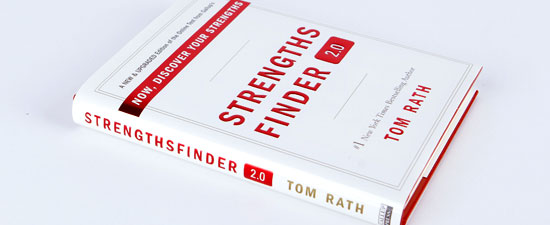 A NEW & UPGRADED Edition of the Online Test from Gallup's
NOW, DISCOVER YOUR STRENGTHS
STRENGTHS
FINDER 2.0
#1 New York Times Bestselling Author
TOM RATH
STRENGTHSFINDER 2.0 TOM RATH